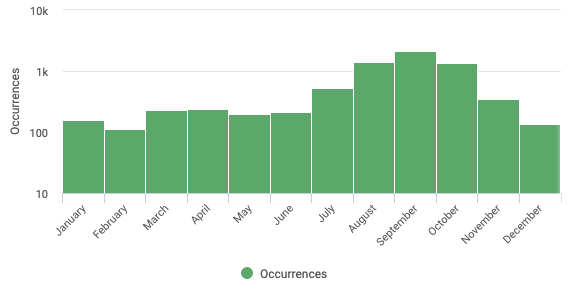 10k
1k
100
10
Occurrences
January
February
March
April
May
June
July
August
September
October
November
December
Occurrences